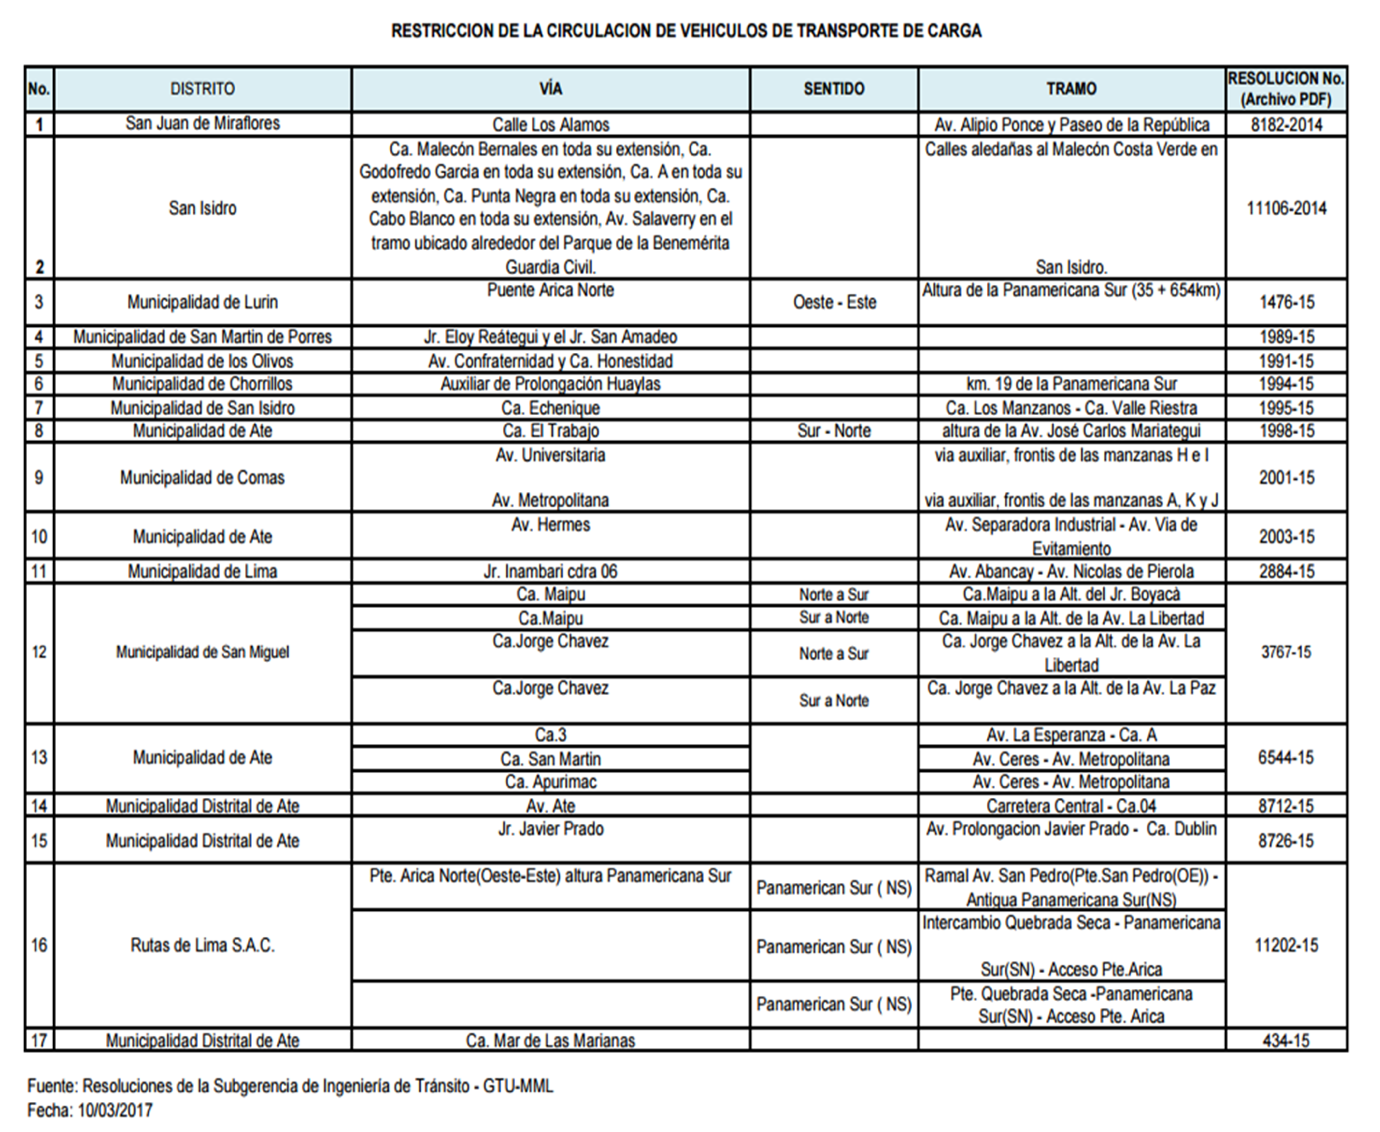 RESTRICCION DE LA CIRCULACION DE VEHICULOS DE TRANSPORTE DE CARGA
No. DISTRITO VÍA SENTIDO TRAMO RESOLUCION No. (Archivo PDF)
1 San Juan de Miraflores Calle Los Alamos Av. Alipio Ponce y Paseo de la República 8182-2014
Ca. Malecón Bernales en toda su extensión, Ca. Calles aledañas al Malecón Costa Verde en
Godofredo Garcia en toda su extensión, Ca. A en toda su
extensión, Ca. Punta Negra en toda su extensión, Ca.
San Isidro 11106-2014
Cabo Blanco en toda su extensión, Av. Salaverry en el
tramo ubicado alrededor del Parque de la Benemérita
2 Guardia Civil. San Isidro.
3 Municipalidad de Lurin Puente Arica Norte Oeste - Este Altura de la Panamericana Sur (35 + 654km) 1476-15
4 Municipalidad de San Martin de Porres Jr. Eloy Reátegui y el Jr. San Amadeo 1989-15
5 Municipalidad de los Olivos Av. Confraternidad y Ca. Honestidad 1991-15
6 Municipalidad de Chorrillos Auxiliar de Prolongación Huaylas km. 19 de la Panamericana Sur 1994-15
7 Municipalidad de San Isidro Ca. Echenique Ca. Los Manzanos - Ca. Valle Riestra 1995-15
8 Municipalidad de Ate Ca. El Trabajo Sur - Norte altura de la Av. José Carlos Mariategui 1998-15
Av. Universitaria via auxiliar, frontis de las manzanas H e I
9 Municipalidad de Comas 2001-15
Av. Metropolitana via auxiliar, frontis de las manzanas A, K y J
10 Municipalidad de Ate Av. Hermes Av. Separadora Industrial - Av. Via de 2003-15
Evitamiento
11 Municipalidad de Lima Jr. Inambari cdra 06 Av. Abancay - Av. Nicolas de Pierola 2884-15
Ca. Maipu Norte a Sur Ca.Maipu a la Alt. del Jr. Boyacà
Ca.Maipu Sur a Norte Ca. Maipu a la Alt. de la Av. La Libertad
12 Municipalidad de San Miguel Ca.Jorge Chavez Norte a Sur Ca. Jorge Chavez a la Alt. de la Av. La 3767-15
Libertad
Ca.Jorge Chavez Sur a Norte Ca. Jorge Chavez a la Alt. de la Av. La Paz
Ca.3 Av. La Esperanza - Ca. A
13 Municipalidad de Ate Ca. San Martin Av. Ceres - Av. Metropolitana 6544-15
Ca. Apurimac Av. Ceres - Av. Metropolitana
14 Municipalidad Distrital de Ate Av. Ate Carretera Central - Ca.04 8712-15
15 Municipalidad Distrital de Ate Jr. Javier Prado Av. Prolongacion Javier Prado - Ca. Dublin 8726-15
Pte. Arica Norte(Oeste-Este) altura Panamericana Sur Panamerican Sur ( NS) Ramal Av. San Pedro(Pte.San Pedro(OE)) -
Antigua Panamericana Sur(NS)
16 Rutas de Lima S.A.C. Panamerican Sur ( NS) Intercambio Quebrada Seca - Panamericana 11202-15
Sur(SN) - Acceso Pte.Arica
Panamerican Sur ( NS) Pte. Quebrada Seca -Panamericana
Sur(SN) - Acceso Pte. Arica
17 Municipalidad Distrital de Ate Ca. Mar de Las Marianas 434-15
Fuente: Resoluciones de la Subgerencia de Ingeniería de Tránsito - GTU-MML
Fecha: 10/03/2017